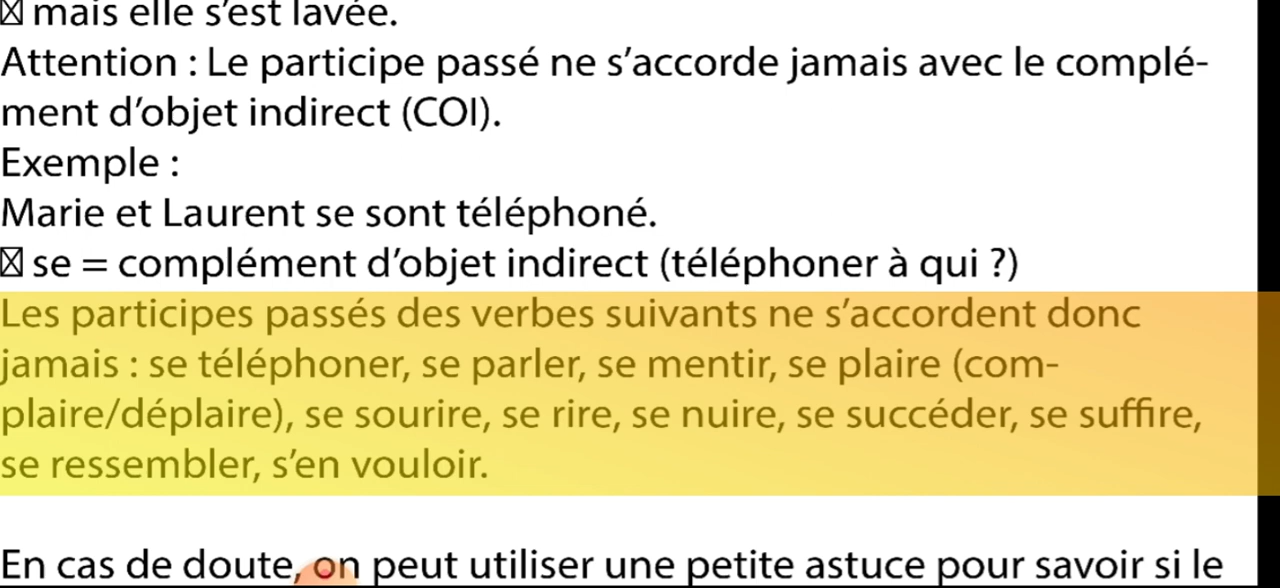 mais elle s’est lavée.
Attention : Le participe passé ne s’accorde jamais avec le complé-
ment d’objet indirect (COI).
Exemple :
Marie et Laurent se sont téléphoné.
se = complément d’objet indirect (téléphoner à qui ?)
Les participes passés des verbes suivants ne s’accordent donc
jamais : se téléphoner, se parler, se mentir, se plaire (com-
plaire/déplaire), se sourire, se rire, se nuire, se succéder, se suffire,
se ressembler, s’en vouloir.
En cas de doute, on peut utiliser une petite astuce pour savoir si le